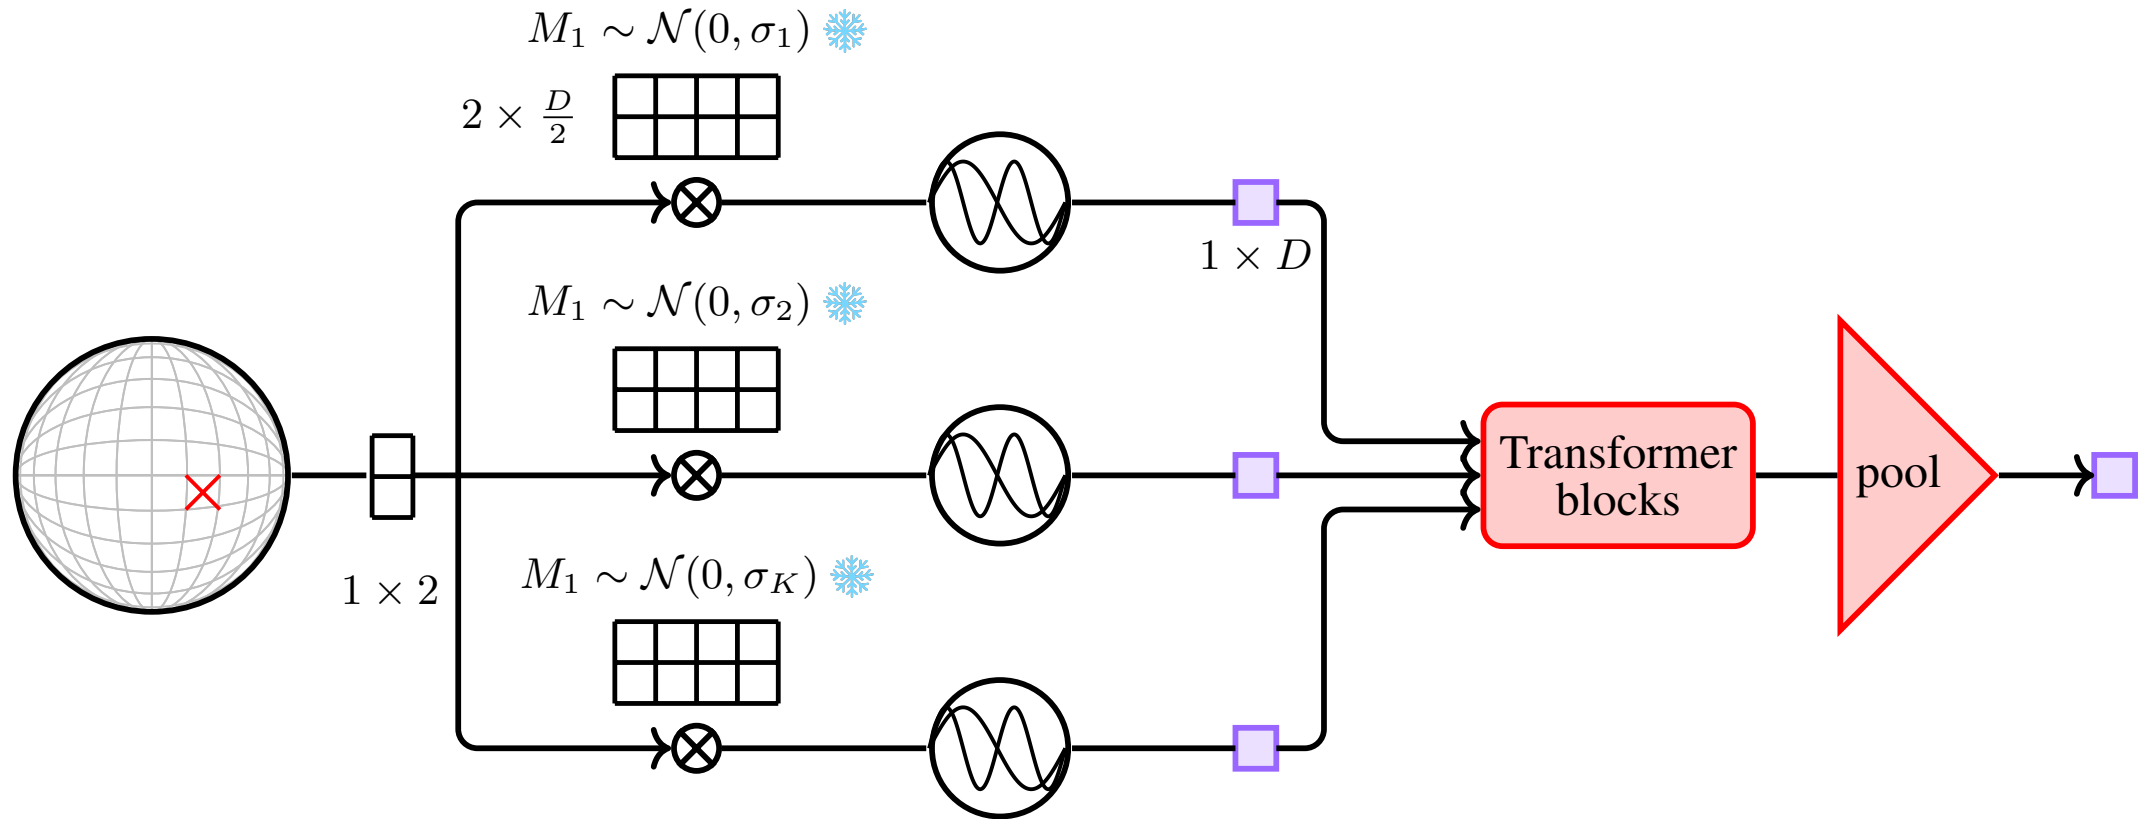 M₁ ∼ 𝒩(0, σ₁)
2 × D/2
1 × D
M₁ ∼ 𝒩(0, σ₂)
Transformer
blocks
pool
M₁ ∼ 𝒩(0, σ_K)
1 × 2